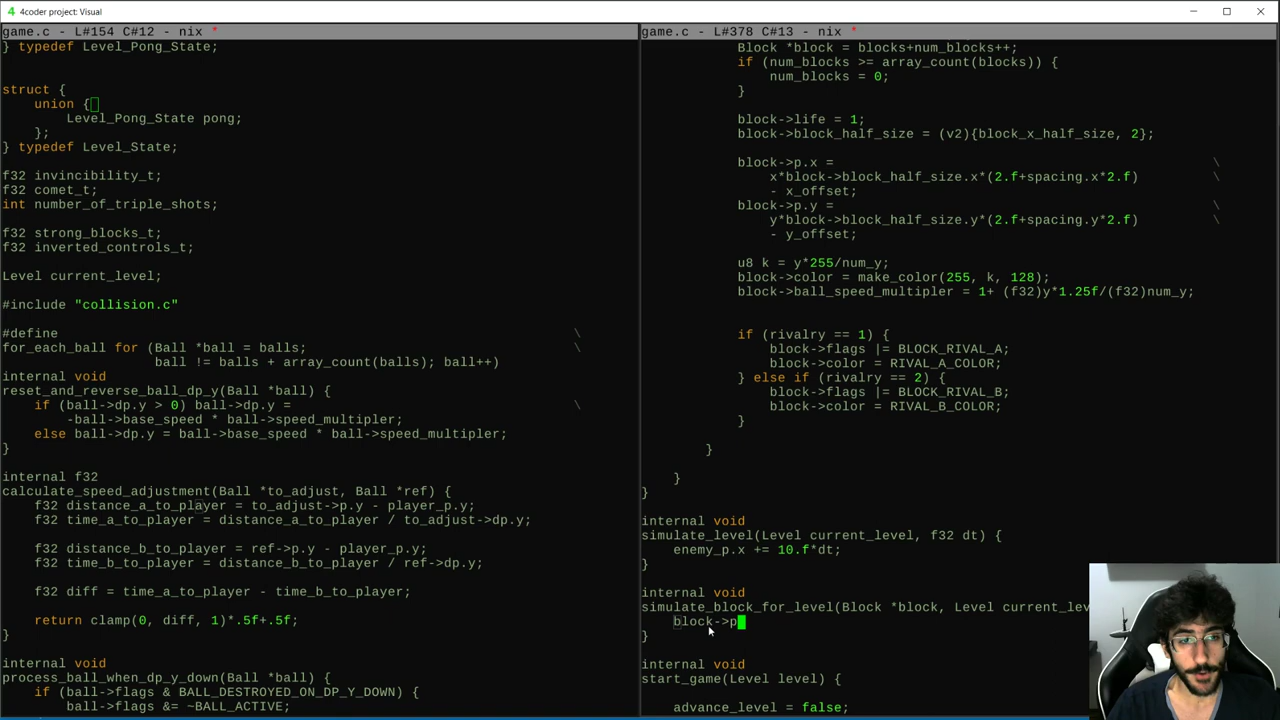 4coder project: Visual
game.c - L#154 C#12 - nix *
} typedef Level_Pong_State;
struct {
union {
Level_Pong_State pong;
};
} typedef Level_State;
f32 invincibility_t;
f32 comet_t;
int number_of_triple_shots;
f32 strong_blocks_t;
f32 inverted_controls_t;
Level current_level;
#include "collision.c"
#define \
for_each_ball for (Ball *ball = balls; \
ball != balls + array_count(balls); ball++)
internal void
reset_and_reverse_ball_dp_y(Ball *ball) {
if (ball->dp.y > 0) ball->dp.y = \
-ball->base_speed * ball->speed_multipler;
else ball->dp.y = ball->base_speed * ball->speed_multipler;
}
internal f32
calculate_speed_adjustment(Ball *to_adjust, Ball *ref) {
f32 distance_a_to_player = to_adjust->p.y - player_p.y;
f32 time_a_to_player = distance_a_to_player / to_adjust->dp.y;
f32 distance_b_to_player = ref->p.y - player_p.y;
f32 time_b_to_player = distance_b_to_player / ref->dp.y;
f32 diff = time_a_to_player - time_b_to_player;
return clamp(0, diff, 1)*.5f+.5f;
}
internal void
process_ball_when_dp_y_down(Ball *ball) {
if (ball->flags & BALL_DESTROYED_ON_DP_Y_DOWN) {
ball->flags &= ~BALL_ACTIVE;
game.c - L#378 C#13 - nix *
Block *block = blocks+num_blocks++;
if (num_blocks >= array_count(blocks)) {
num_blocks = 0;
}
block->life = 1;
block->block_half_size = (v2){block_x_half_size, 2};
block->p.x = \
x*block->block_half_size.x*(2.f+spacing.x*2.f) \
- x_offset;
block->p.y = \
y*block->block_half_size.y*(2.f+spacing.y*2.f) \
- y_offset;
u8 k = y*255/num_y;
block->color = make_color(255, k, 128);
block->ball_speed_multipler = 1+ (f32)y*1.25f/(f32)num_y;
if (rivalry == 1) {
block->flags |= BLOCK_RIVAL_A;
block->color = RIVAL_A_COLOR;
} else if (rivalry == 2) {
block->flags |= BLOCK_RIVAL_B;
block->color = RIVAL_B_COLOR;
}
}
}
}
internal void
simulate_level(Level current_level, f32 dt) {
enemy_p.x += 10.f*dt;
}
internal void
simulate_block_for_level(Block *block, Level current_lev
block->p
}
internal void
start_game(Level level) {
advance_level = false;